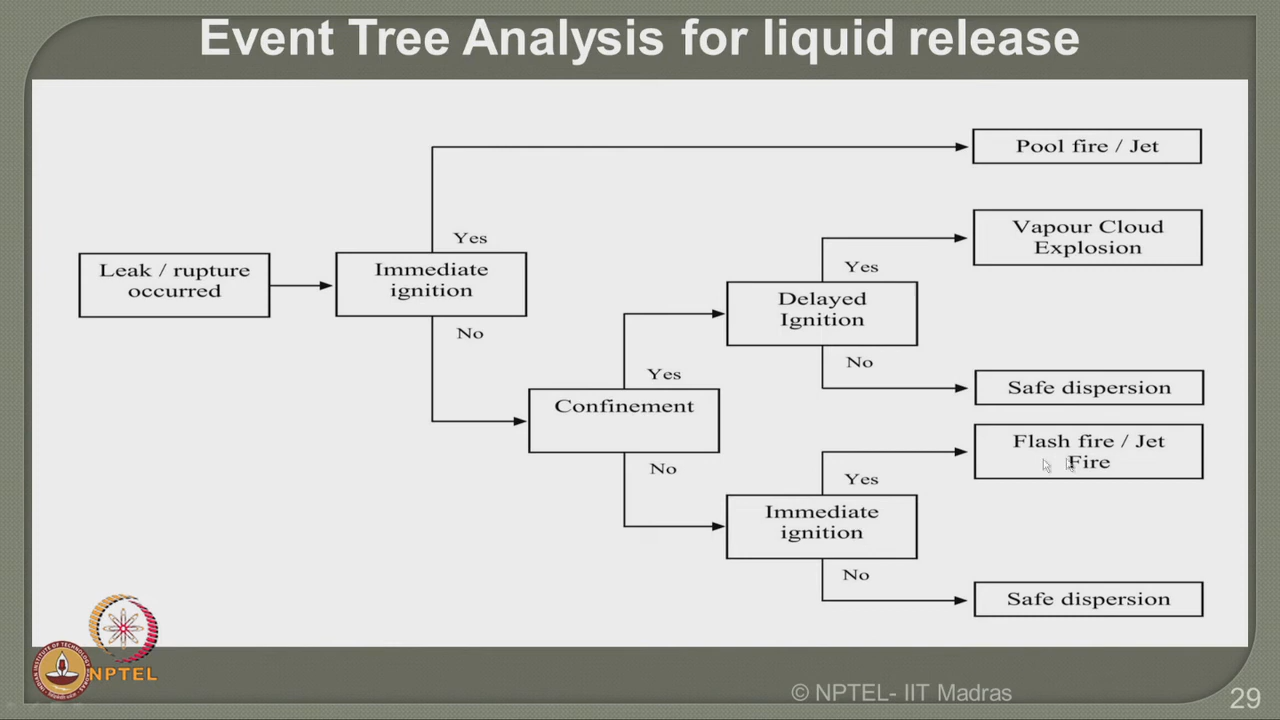 Event Tree Analysis for liquid release
Pool fire / Jet
Vapour Cloud
Explosion
Yes
Immediate
ignition
Leak / rupture
occurred
Yes
Delayed
Ignition
No
No
Yes
Safe dispersion
Confinement
Flash fire / Jet
Fire
No
Yes
Immediate
ignition
No
Safe dispersion
NPTEL
© NPTEL- IIT Madras
29